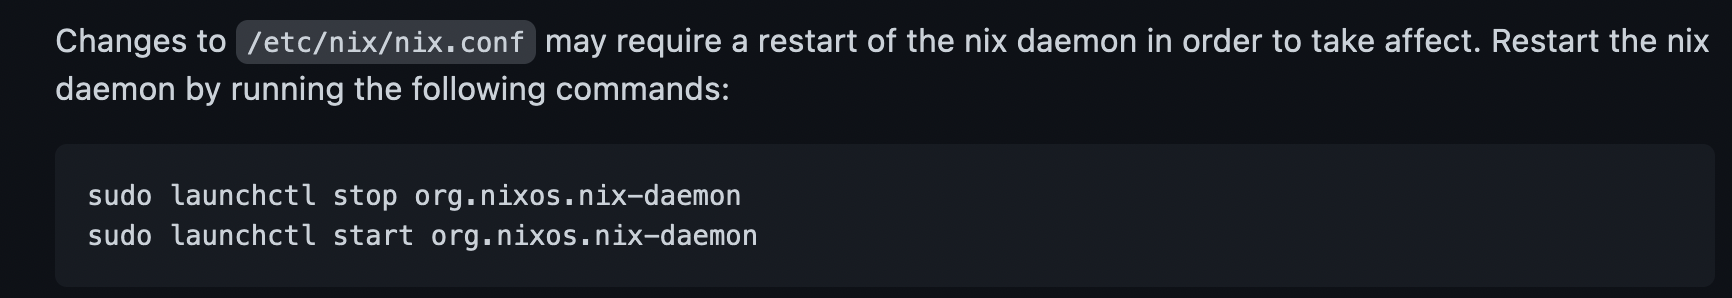 Changes to /etc/nix/nix.conf may require a restart of the nix daemon in order to take affect. Restart the nix
daemon by running the following commands:
sudo launchctl stop org.nixos.nix-daemon
sudo launchctl start org.nixos.nix-daemon